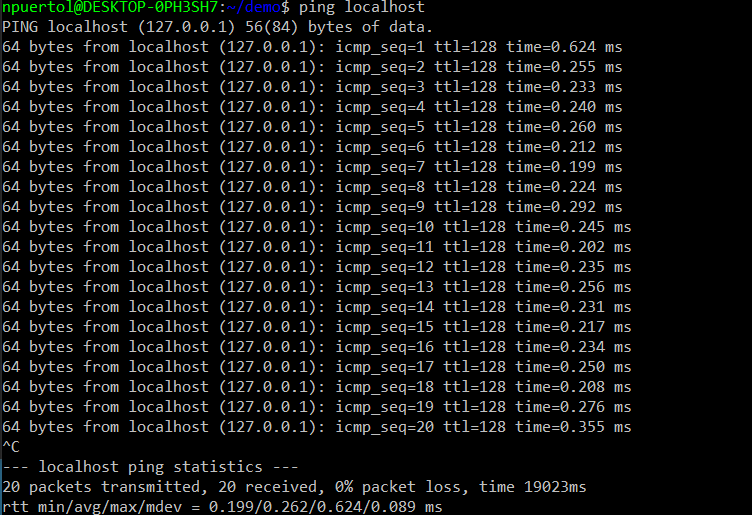 npuertol@DESKTOP-0PH3SH7:~/demo$ ping localhost
PING localhost (127.0.0.1) 56(84) bytes of data.
64 bytes from localhost (127.0.0.1): icmp_seq=1 ttl=128 time=0.624 ms
64 bytes from localhost (127.0.0.1): icmp_seq=2 ttl=128 time=0.255 ms
64 bytes from localhost (127.0.0.1): icmp_seq=3 ttl=128 time=0.233 ms
64 bytes from localhost (127.0.0.1): icmp_seq=4 ttl=128 time=0.240 ms
64 bytes from localhost (127.0.0.1): icmp_seq=5 ttl=128 time=0.260 ms
64 bytes from localhost (127.0.0.1): icmp_seq=6 ttl=128 time=0.212 ms
64 bytes from localhost (127.0.0.1): icmp_seq=7 ttl=128 time=0.199 ms
64 bytes from localhost (127.0.0.1): icmp_seq=8 ttl=128 time=0.224 ms
64 bytes from localhost (127.0.0.1): icmp_seq=9 ttl=128 time=0.292 ms
64 bytes from localhost (127.0.0.1): icmp_seq=10 ttl=128 time=0.245 ms
64 bytes from localhost (127.0.0.1): icmp_seq=11 ttl=128 time=0.202 ms
64 bytes from localhost (127.0.0.1): icmp_seq=12 ttl=128 time=0.235 ms
64 bytes from localhost (127.0.0.1): icmp_seq=13 ttl=128 time=0.256 ms
64 bytes from localhost (127.0.0.1): icmp_seq=14 ttl=128 time=0.231 ms
64 bytes from localhost (127.0.0.1): icmp_seq=15 ttl=128 time=0.217 ms
64 bytes from localhost (127.0.0.1): icmp_seq=16 ttl=128 time=0.234 ms
64 bytes from localhost (127.0.0.1): icmp_seq=17 ttl=128 time=0.250 ms
64 bytes from localhost (127.0.0.1): icmp_seq=18 ttl=128 time=0.208 ms
64 bytes from localhost (127.0.0.1): icmp_seq=19 ttl=128 time=0.276 ms
64 bytes from localhost (127.0.0.1): icmp_seq=20 ttl=128 time=0.355 ms
^C
--- localhost ping statistics ---
20 packets transmitted, 20 received, 0% packet loss, time 19023ms
rtt min/avg/max/mdev = 0.199/0.262/0.624/0.089 ms